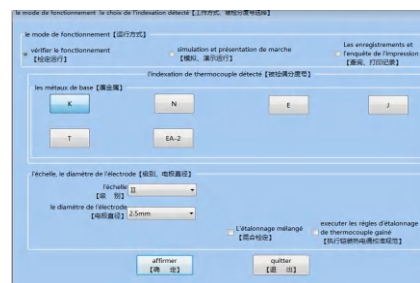 le mode de fonctionnement le choix de l'indexation détecté【工作方式、被检分度号选择】
le mode de fonctionnement【运行方式】
vérifier le fonctionnement
【检定运行】
simulation et présentation de marche
【模拟、演示运行】
Les enregistrements et
l'enquête de l'impression
【查询、打印记录】
l'indexation de thermocouple détecté【被检偶分度号】
les métaux de base【廉金属】
K
N
E
J
T
EA-2
l'échelle, le diamétre de l'électrode【级别、电极直径】
l'échelle
【级 别】
II
le diamétre de l'électrode
【电极直径】
2.5mm
L'étalonnage mélangé
【混合检定】
executer les règles d'étalonnage
de thermocouple gainé
【执行铠装热电偶校准规范】
affirmer
【确 定】
quitter
【退 出】